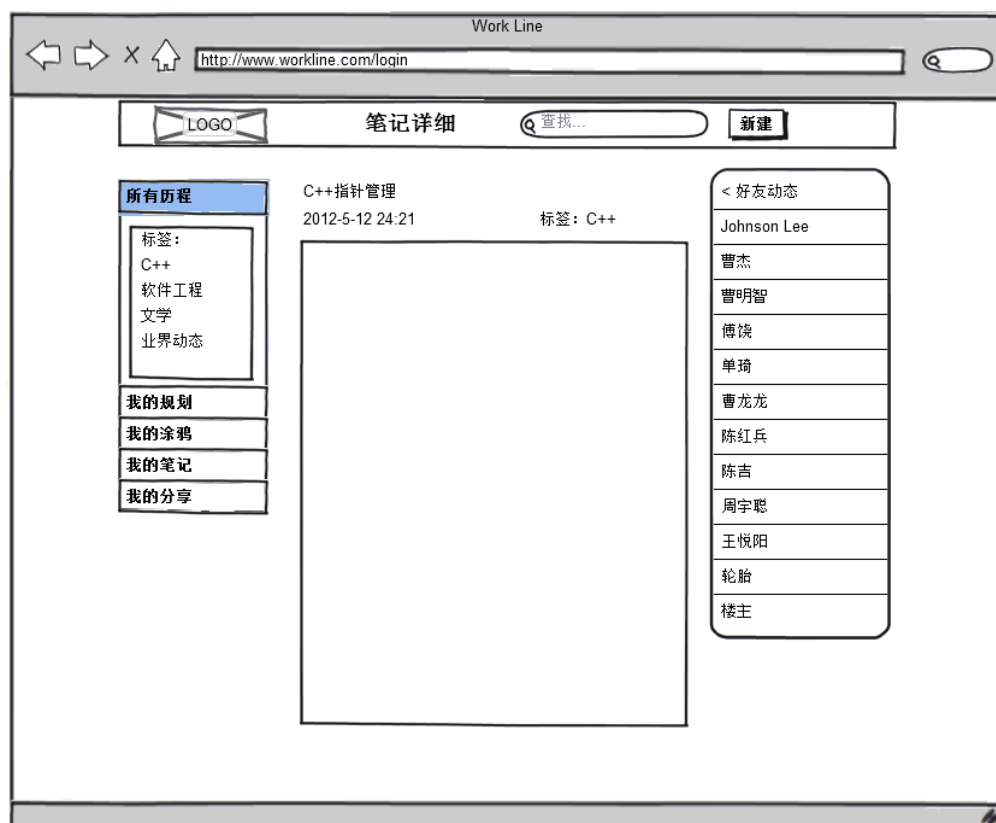 Work Line
http://www.workline.com/login
LOGO
笔记详细
查找...
新建
所有历程
标签：
C++
软件工程
文学
业界动态
我的规划
我的涂鸦
我的笔记
我的分享
C++指针管理
2012-5-12 24:21
标签：C++
< 好友动态
Johnson Lee
曹杰
曹明智
傅饶
单琦
曹龙龙
陈红兵
陈吉
周宇聪
王悦阳
轮胎
楼主